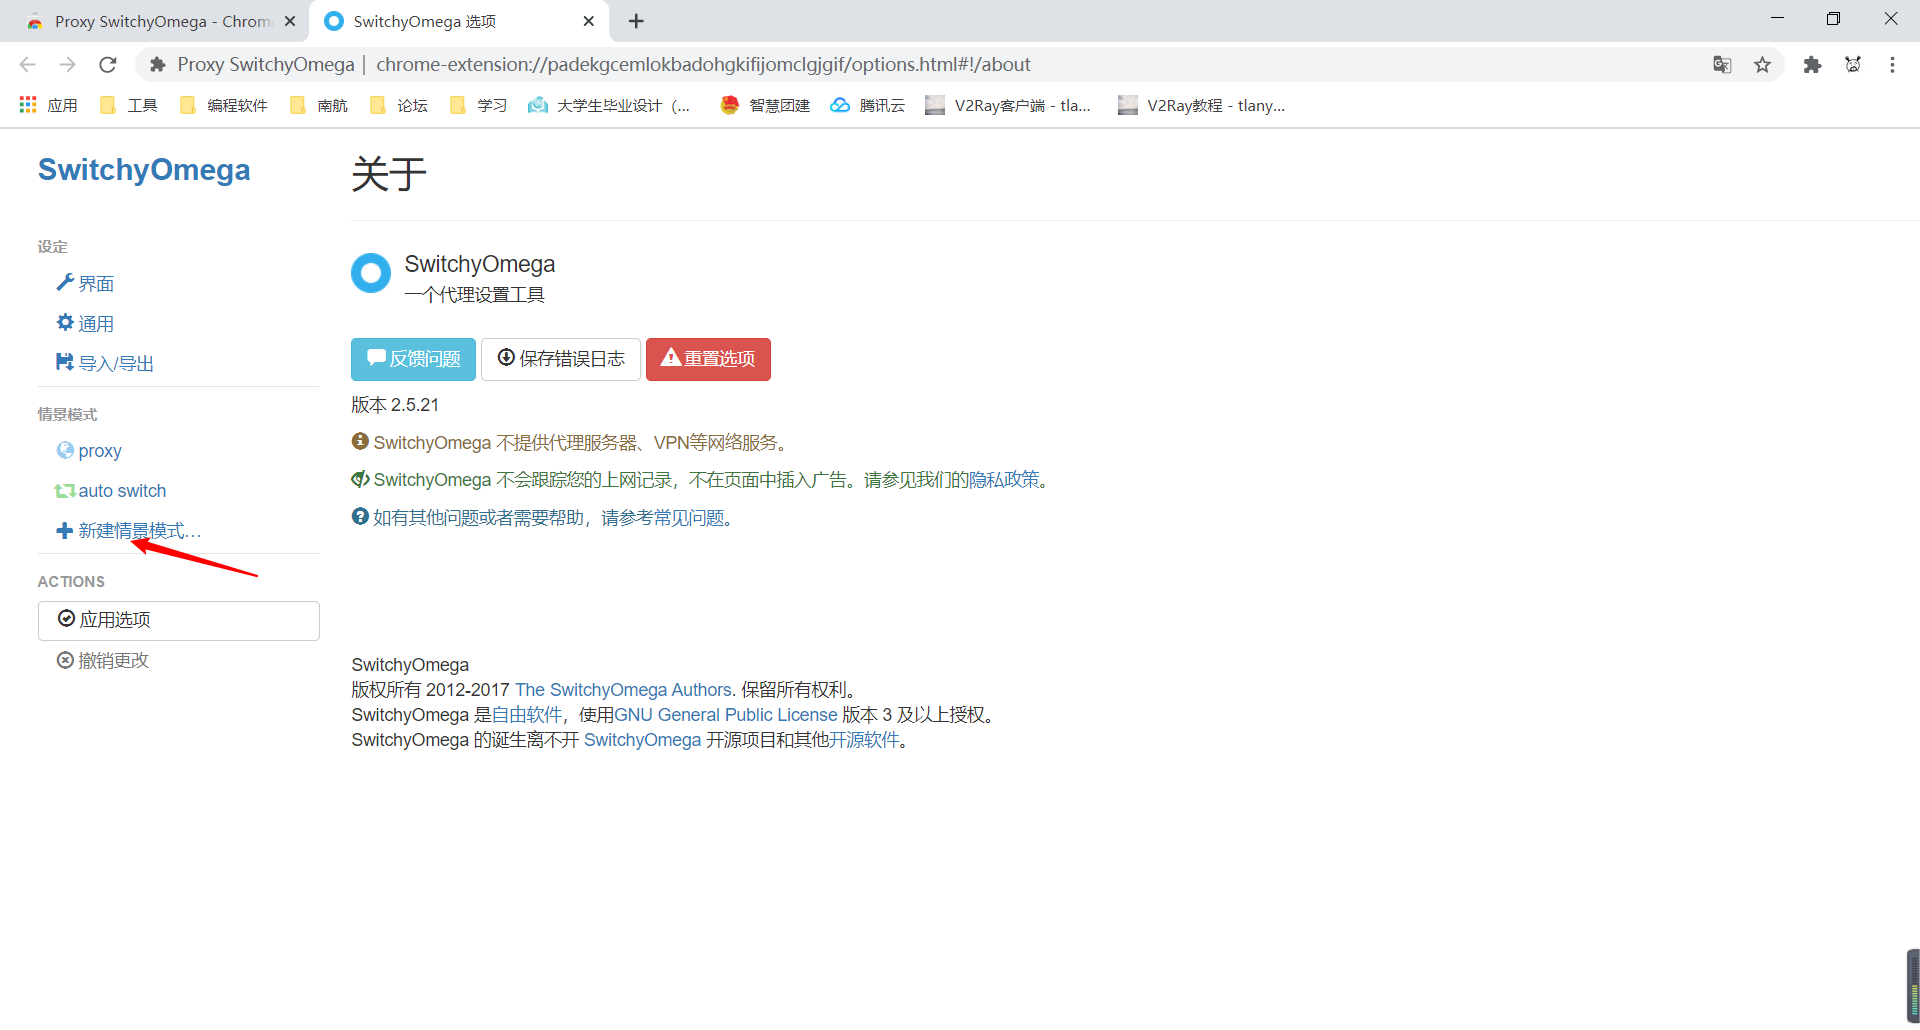 Proxy SwitchyOmega - Chrom
SwitchyOmega 选项
Proxy SwitchyOmega | chrome-extension://padekgcemlokbadohgkifijomclgjgif/options.html#!/about
应用 工具 编程软件 南航 论坛 学习 大学生毕业设计（... 智慧团建 腾讯云 V2Ray客户端 - tla... V2Ray教程 - tlany...
SwitchyOmega
设定
界面
通用
导入/导出
情景模式
proxy
auto switch
新建情景模式...
ACTIONS
应用选项
撤销更改
关于
SwitchyOmega
一个代理设置工具
反馈问题 保存错误日志 重置选项
版本 2.5.21
SwitchyOmega 不提供代理服务器、VPN等网络服务。
SwitchyOmega 不会跟踪您的上网记录，不在页面中插入广告。请参见我们的隐私政策。
如有其他问题或者需要帮助，请参考常见问题。
SwitchyOmega
版权所有 2012-2017 The SwitchyOmega Authors. 保留所有权利。
SwitchyOmega 是自由软件，使用GNU General Public License 版本 3 及以上授权。
SwitchyOmega 的诞生离不开 SwitchyOmega 开源项目和其他开源软件。